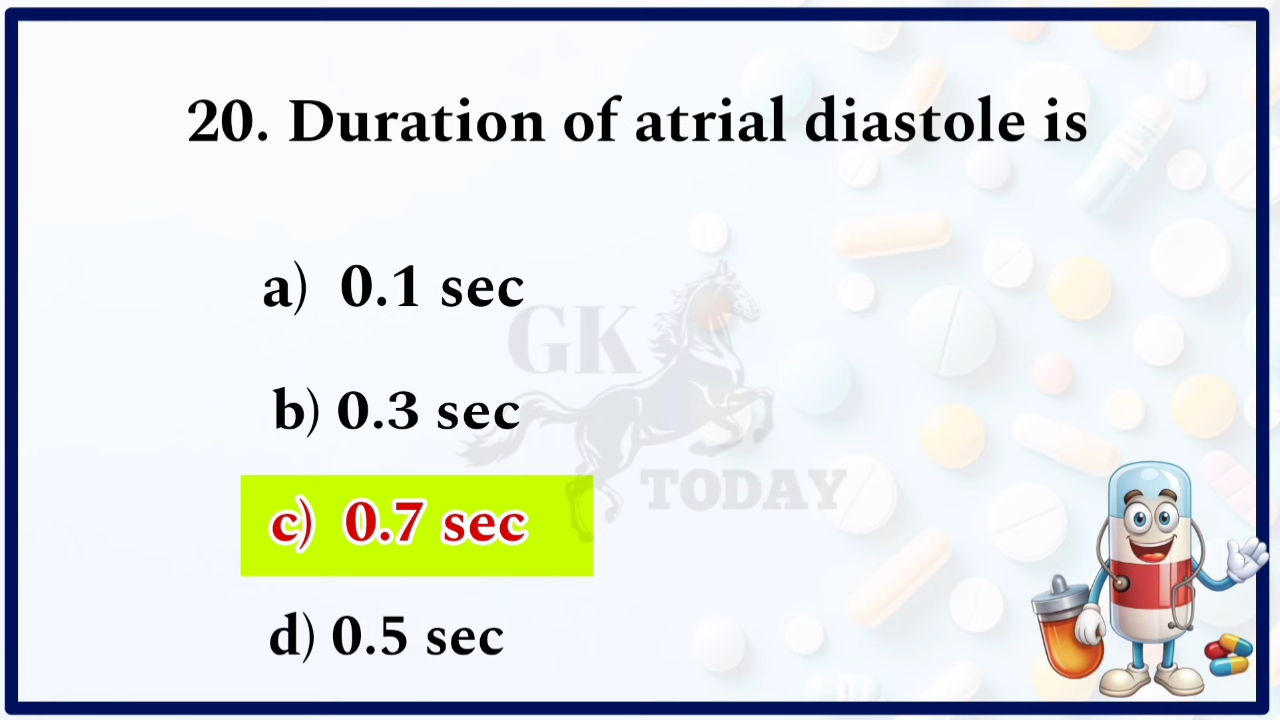 20. Duration of atrial diastole is
a) 0.1 sec
b) 0.3 sec
GK
c) 0.7 sec
TODAY
d) 0.5 sec